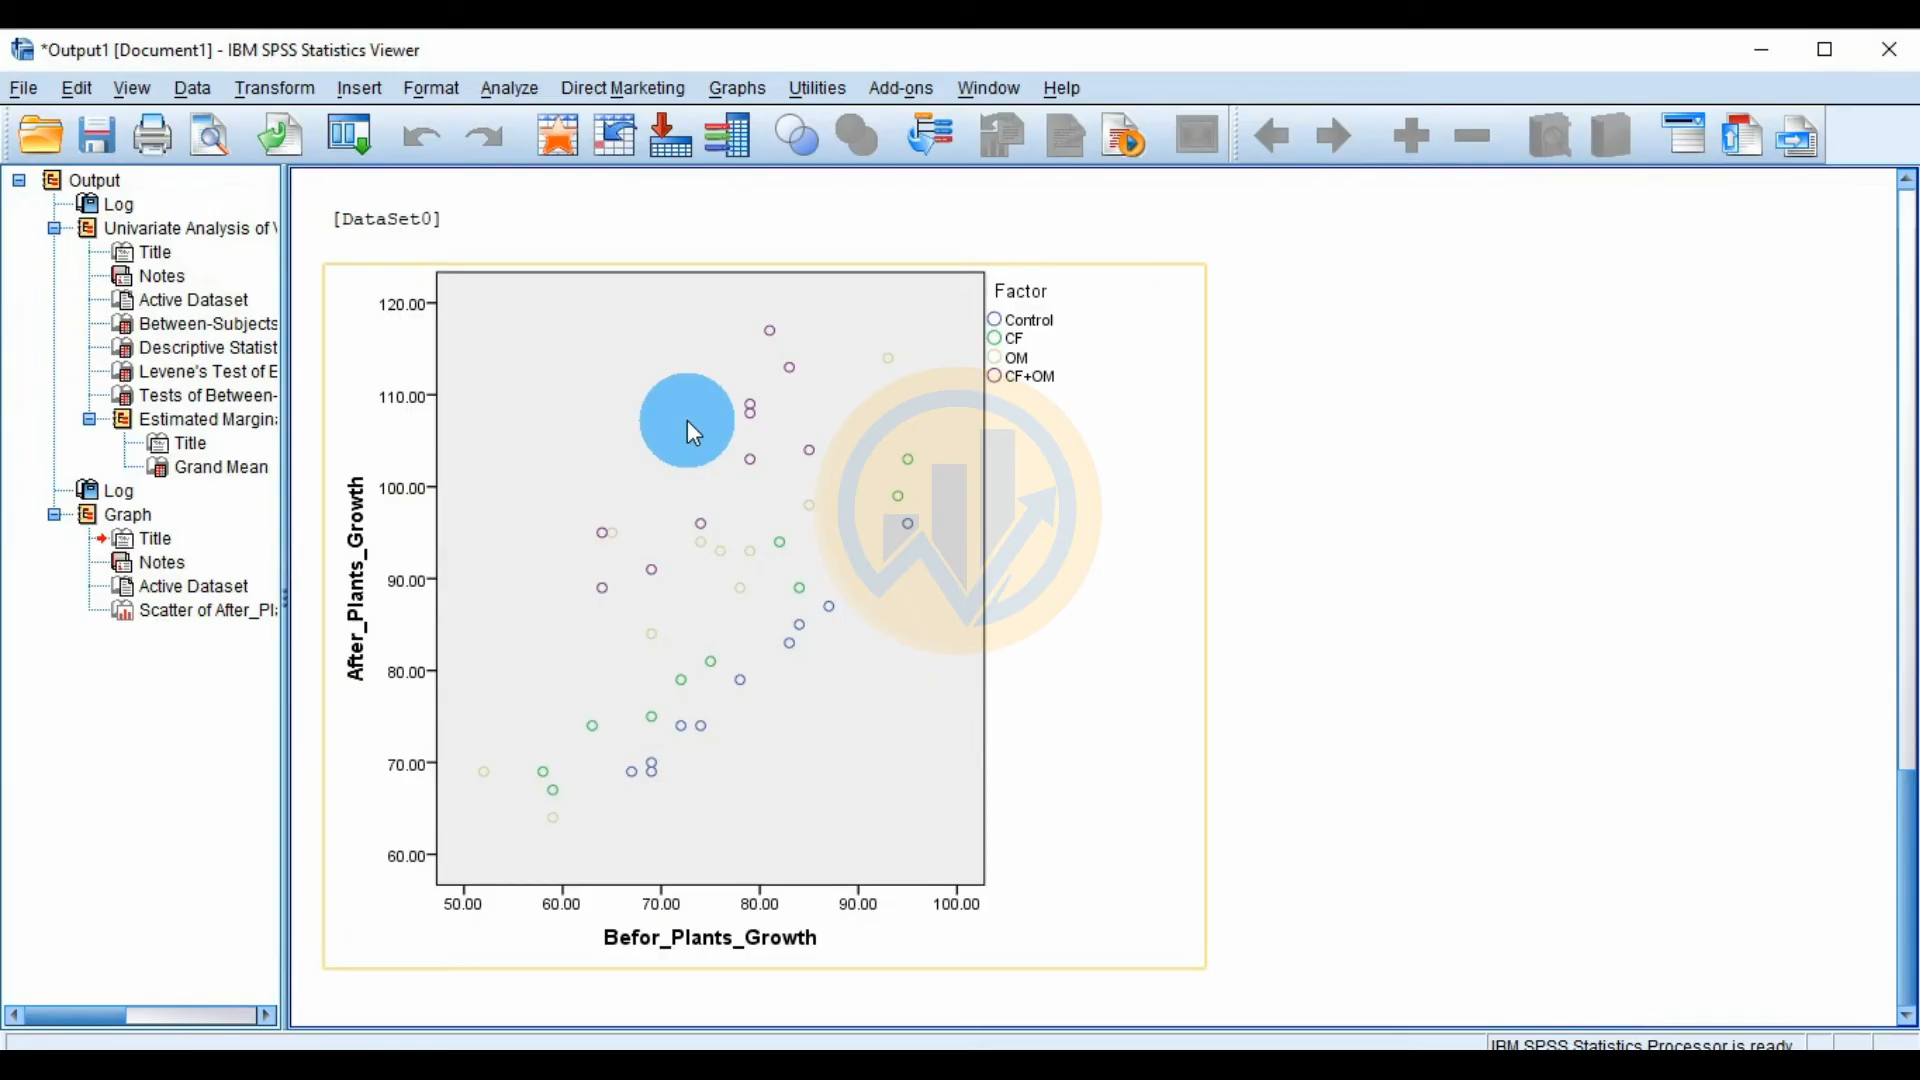 *Output1 [Document1] - IBM SPSS Statistics Viewer
File Edit View Data Transform Insert Format Analyze Direct Marketing Graphs Utilities Add-ons Window Help
Output
Log
Univariate Analysis of
Title
Notes
Active Dataset
Between-Subjects
Descriptive Statist
Levene's Test of E
Tests of Between-
Estimated Margin
Title
Grand Mean
Log
Graph
Title
Notes
Active Dataset
Scatter of After_Pl
[DataSet0]
Factor
Control
CF
OM
CF+OM
120.00
110.00
100.00
90.00
80.00
70.00
60.00
After_Plants_Growth
50.00 60.00 70.00 80.00 90.00 100.00
Befor_Plants_Growth
IBM SPSS Statistics Processor is ready